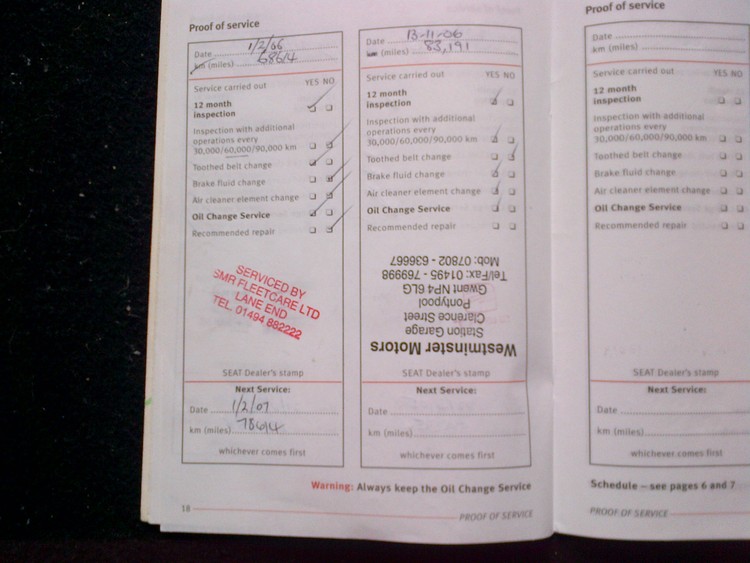 Proof of service
Date 1/2/06
km (miles) 68614
Service carried out YES NO
12 month
inspection
Inspection with additional
operations every
30,000/60,000/90,000 km
Toothed belt change
Brake fluid change
Air cleaner element change
Oil Change Service
Recommended repair
SERVICED BY
SMR FLEETCARE LTD
LANE END
TEL. 01494 882222
SEAT Dealer's stamp
Next Service:
Date 1/2/07
km (miles) 78614
whichever comes first
Date 13-11-06
km (miles) 83,191
Service carried out YES NO
12 month
inspection
Inspection with additional
operations every
30,000/60,000/90,000 km
Toothed belt change
Brake fluid change
Air cleaner element change
Oil Change Service
Recommended repair
Westminster Motors
Station Garage
Clarence Street
Pontypool
Gwent NP4 6LG
Tel/Fax: 01495 - 769998
Mob: 07802 - 636667
SEAT Dealer's stamp
Next Service:
Date
km (miles)
whichever comes first
Warning: Always keep the Oil Change Service
18
PROOF OF SERVICE
Proof of service
Date
km (miles)
Service carried out YES NO
12 month
inspection
Inspection with additional
operations every
30,000/60,000/90,000 km
Toothed belt change
Brake fluid change
Air cleaner element change
Oil Change Service
Recommended repair
SEAT Dealer's stamp
Next Service:
Date
km (miles)
whichever comes first
Schedule – see pages 6 and 7
PROOF OF SERVICE